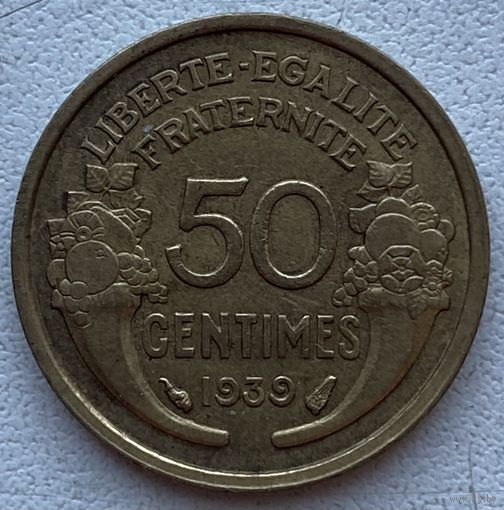 LIBERTE-EGALITE
FRATERNITE
50
CENTIMES
1939